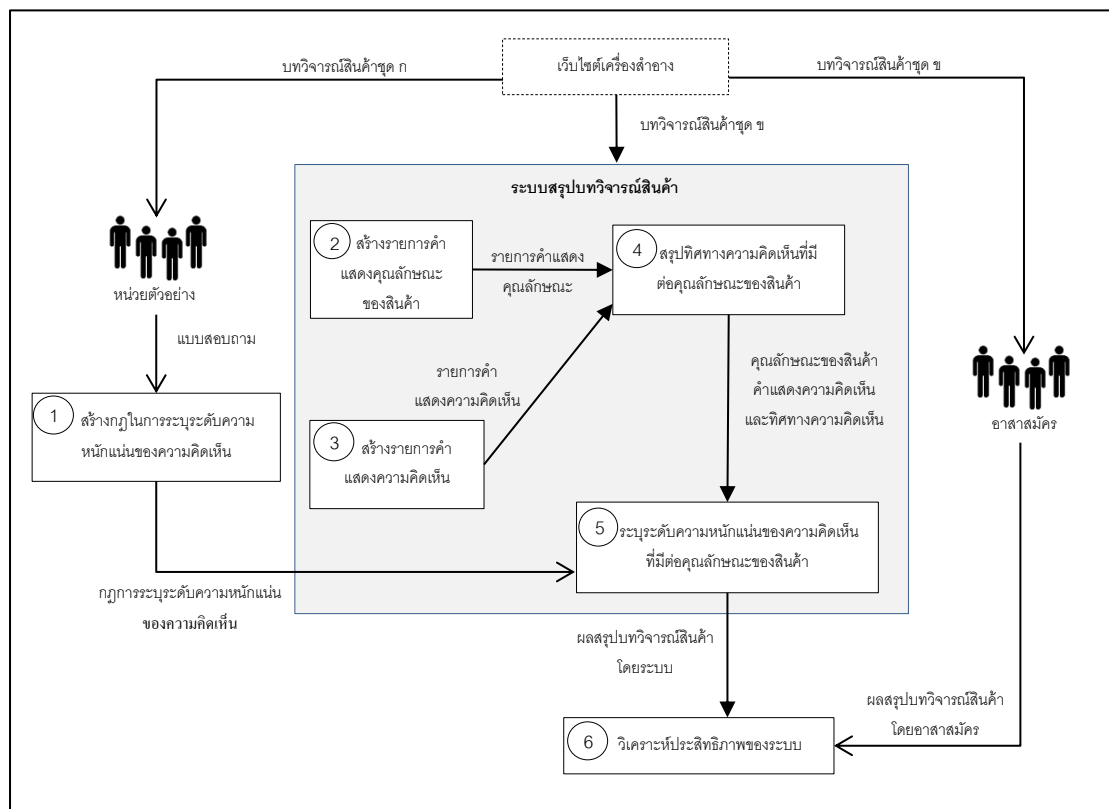 เว็บไซต์เครื่องสำอาง
บทวิจารณ์สินค้าชุด ก
บทวิจารณ์สินค้าชุด ข
บทวิจารณ์สินค้าชุด ข
ระบบสรุปบทวิจารณ์สินค้า
หน่วยตัวอย่าง
แบบสอบถาม
1 สร้างกฎในการระบุระดับความ
หนักแน่นของความคิดเห็น
2 สร้างรายการคำ
แสดงคุณลักษณะ
ของสินค้า
รายการคำแสดง
คุณลักษณะ
4 สรุปทิศทางความคิดเห็นที่มี
ต่อคุณลักษณะของสินค้า
รายการคำ
แสดงความคิดเห็น
3 สร้างรายการคำ
แสดงความคิดเห็น
คุณลักษณะของสินค้า
คำแสดงความคิดเห็น
และทิศทางความคิดเห็น
อาสาสมัคร
5 ระบุระดับความหนักแน่นของความคิดเห็น
ที่มีต่อคุณลักษณะของสินค้า
กฎการระบุระดับความหนักแน่น
ของความคิดเห็น
ผลสรุปบทวิจารณ์สินค้า
โดยระบบ
ผลสรุปบทวิจารณ์สินค้า
โดยอาสาสมัคร
6 วิเคราะห์ประสิทธิภาพของระบบ